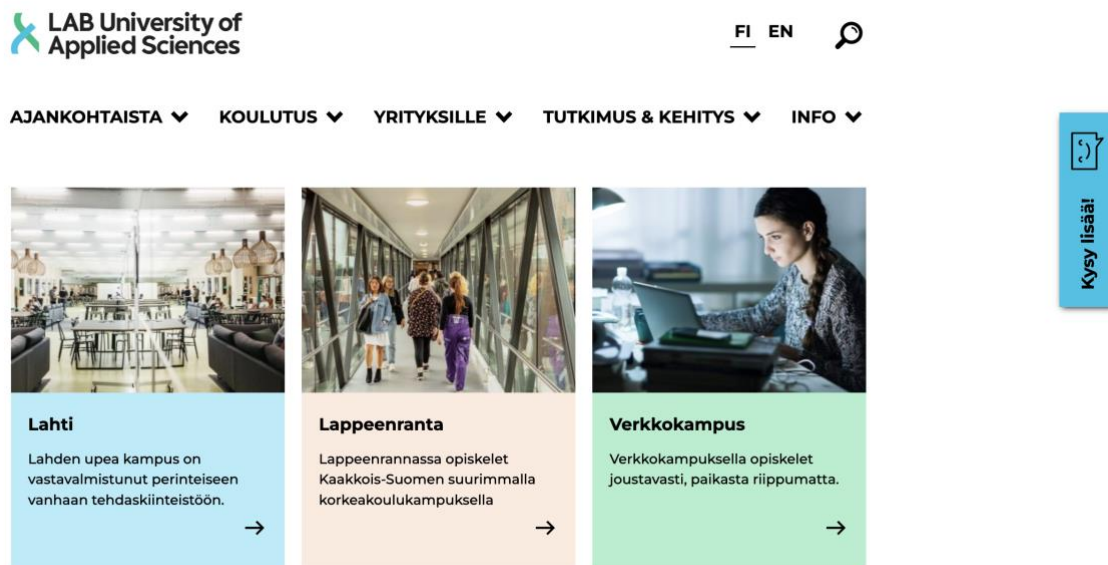 LAB University of
Applied Sciences
FI EN
AJANKOHTAISTA KOULUTUS YRITYKSILLE TUTKIMUS & KEHITYS INFO
Kysy lisää!
Lahti
Lahden upea kampus on
vastavalmistunut perinteiseen
vanhaan tehdaskiinteistöön.
Lappeenranta
Lappeenrannassa opiskelet
Kaakkois-Suomen suurimmalla
korkeakoulukampuksella
Verkkokampus
Verkkokampuksella opiskelet
joustavasti, paikasta riippumatta.